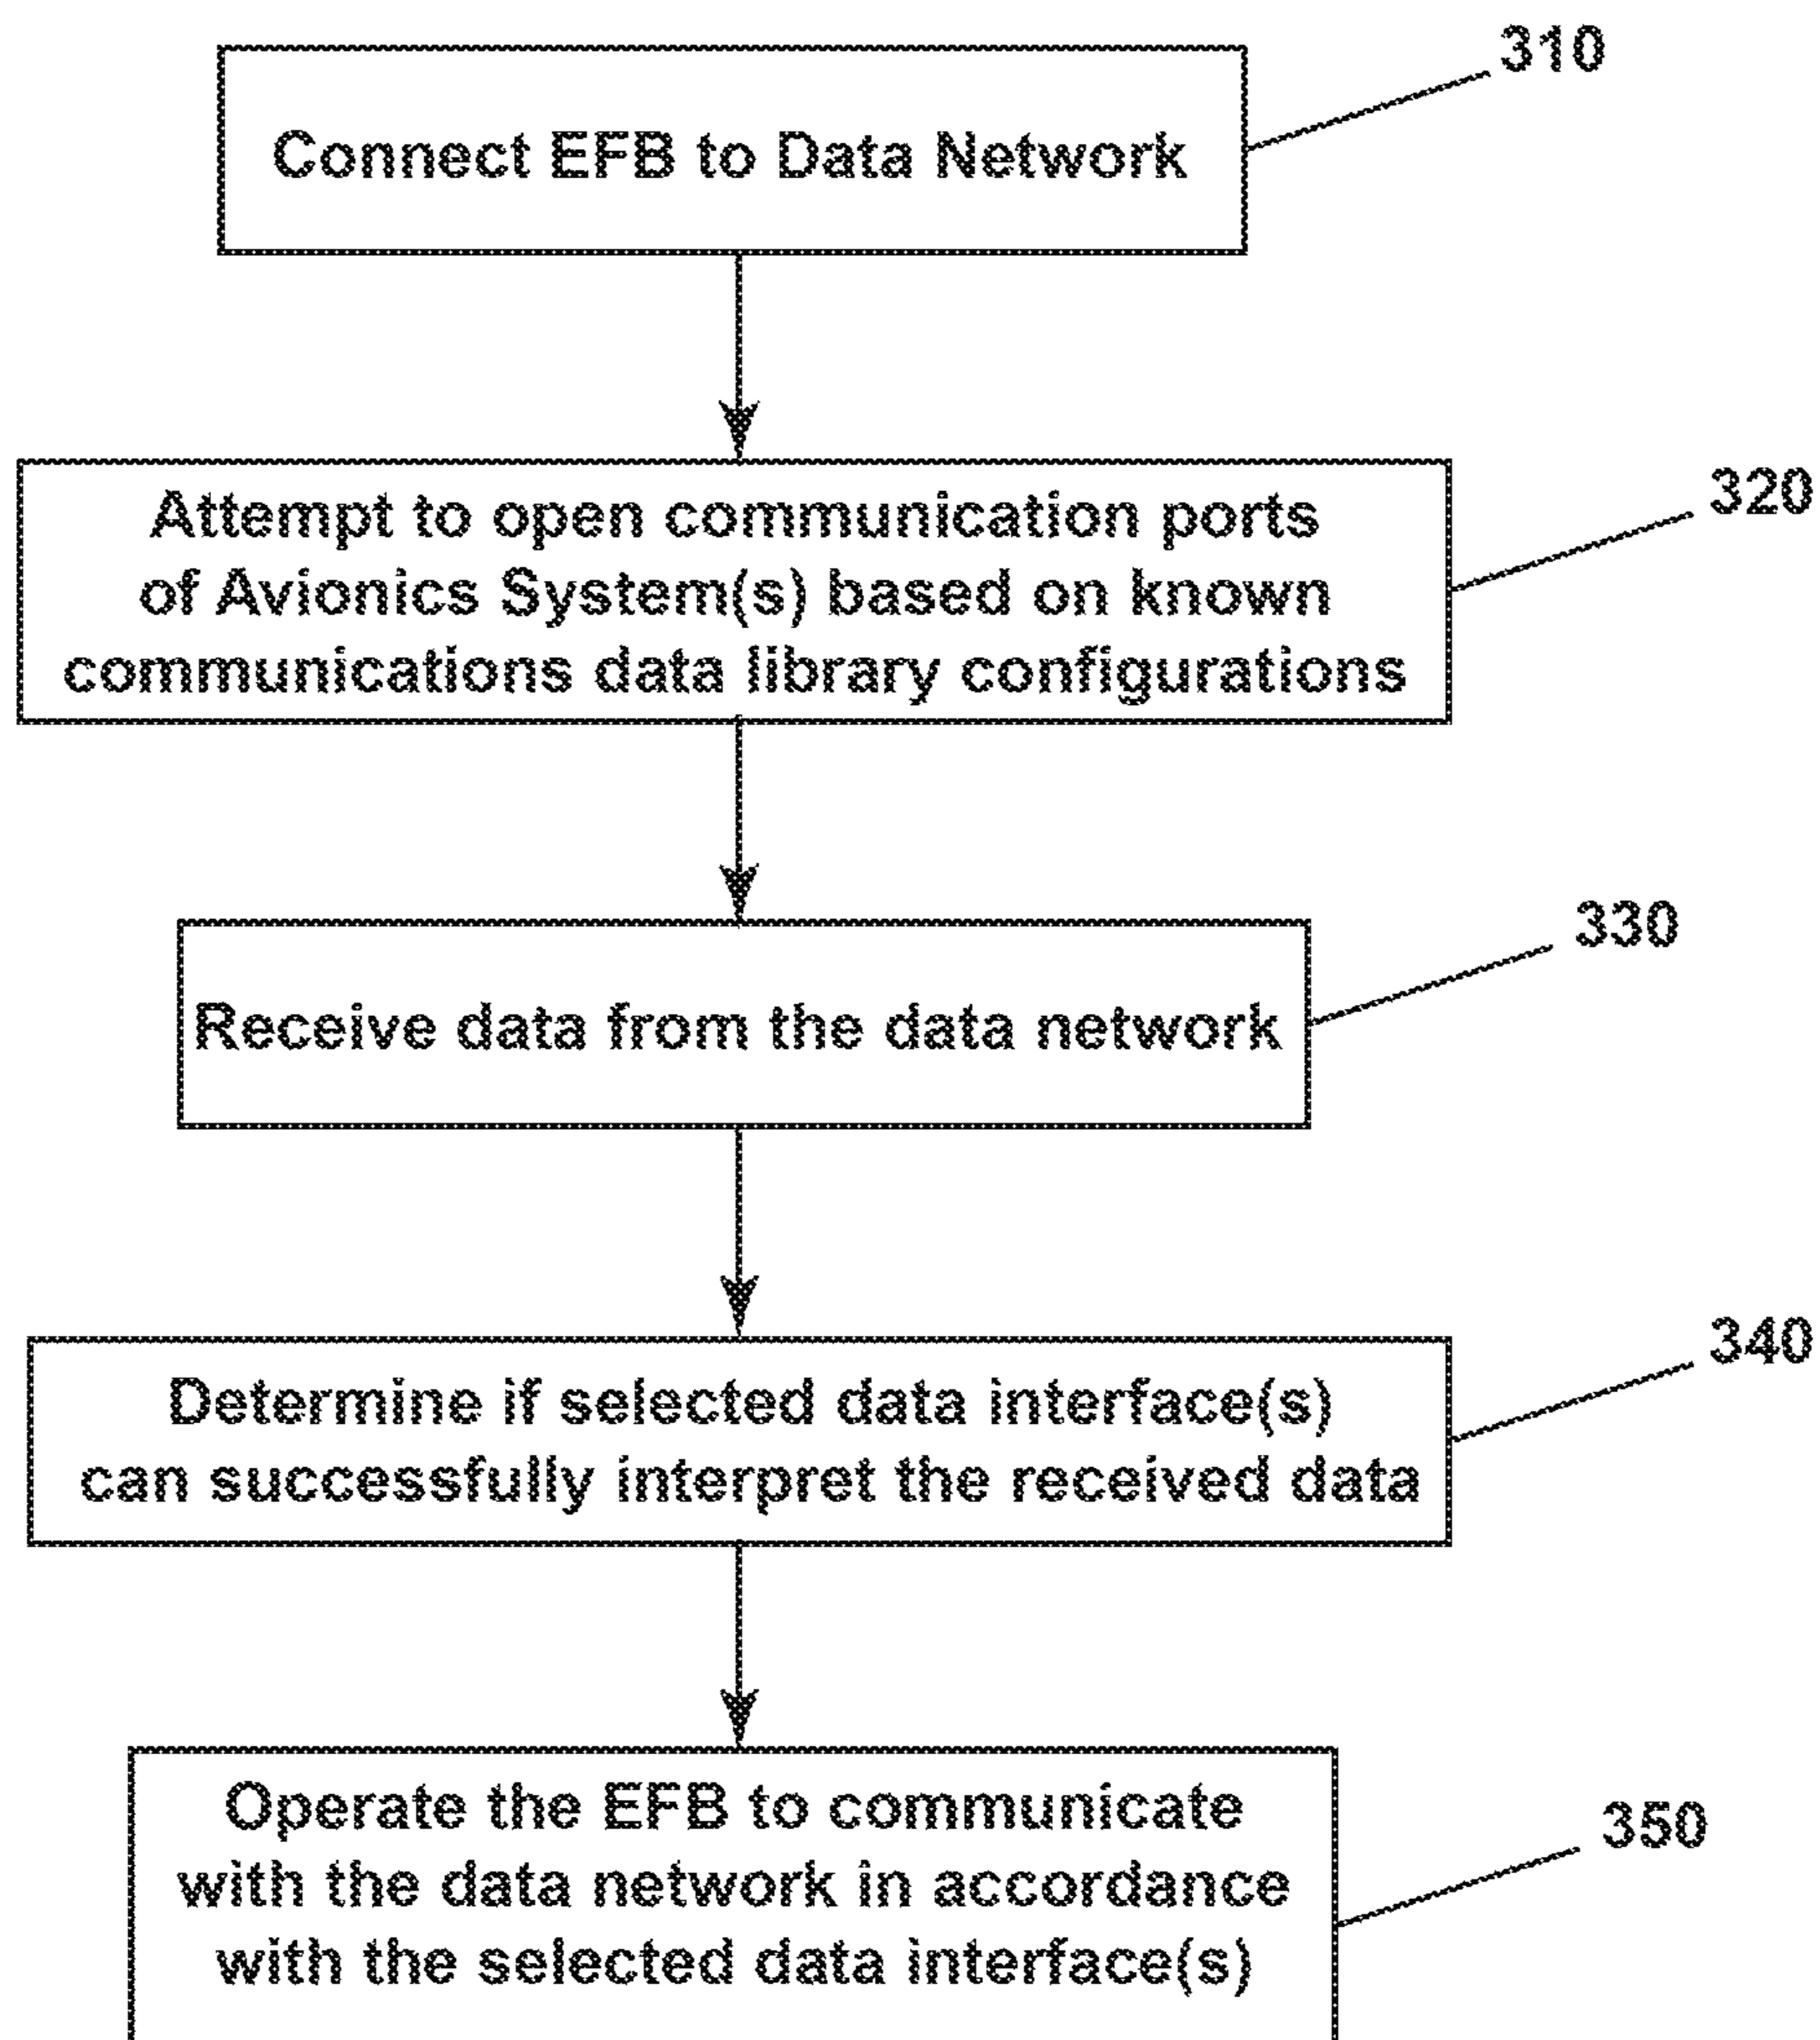 310
Connect EFB to Data Network
320
Attempt to open communication ports
of Avionics System(s) based on known
communications data library configurations
330
Receive data from the data network
340
Determine if selected data interface(s)
can successfully interpret the received data
350
Operate the EFB to communicate
with the data network in accordance
with the selected data interface(s)